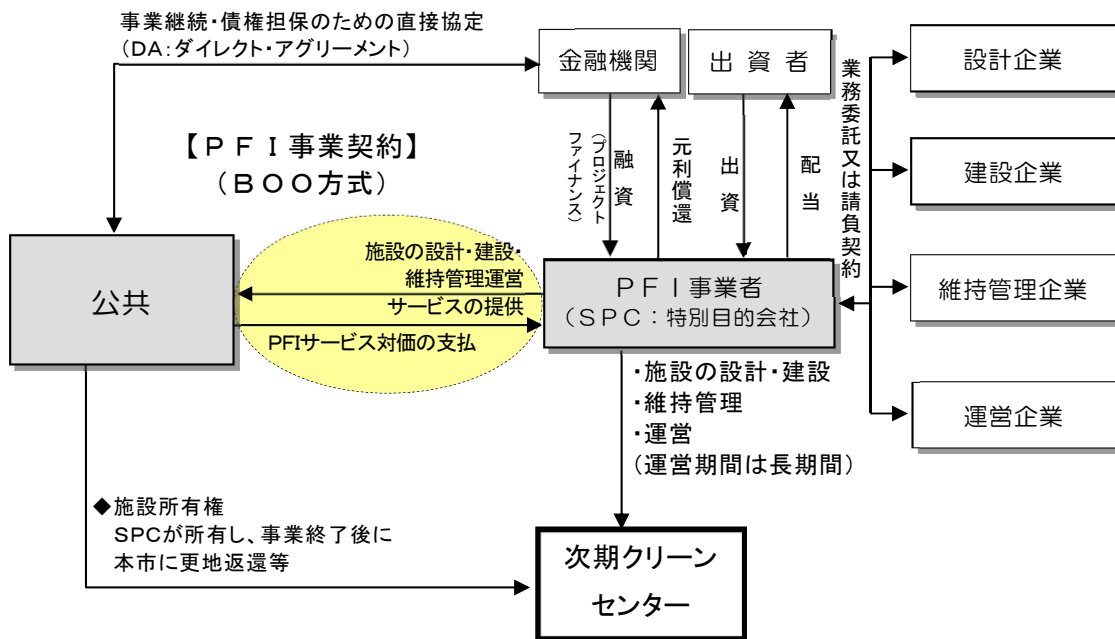 事業継続・債権担保のための直接協定
(DA:ダイレクト・アグリーメント)
金融機関
出 資 者
設計企業
【ＰＦＩ事業契約】
(ＢＯＯ方式)
融資
(プロジェクト
ファイナンス)
元利償還
出資
配当
業務委託又は請負契約
建設企業
公共
施設の設計・建設・
維持管理運営
サービスの提供
PFIサービス対価の支払
ＰＦＩ事業者
(ＳＰＣ：特別目的会社)
維持管理企業
・施設の設計・建設
・維持管理
・運営
(運営期間は長期間)
運営企業
◆施設所有権
SPCが所有し、事業終了後に
本市に更地返還等
次期クリーン
センター